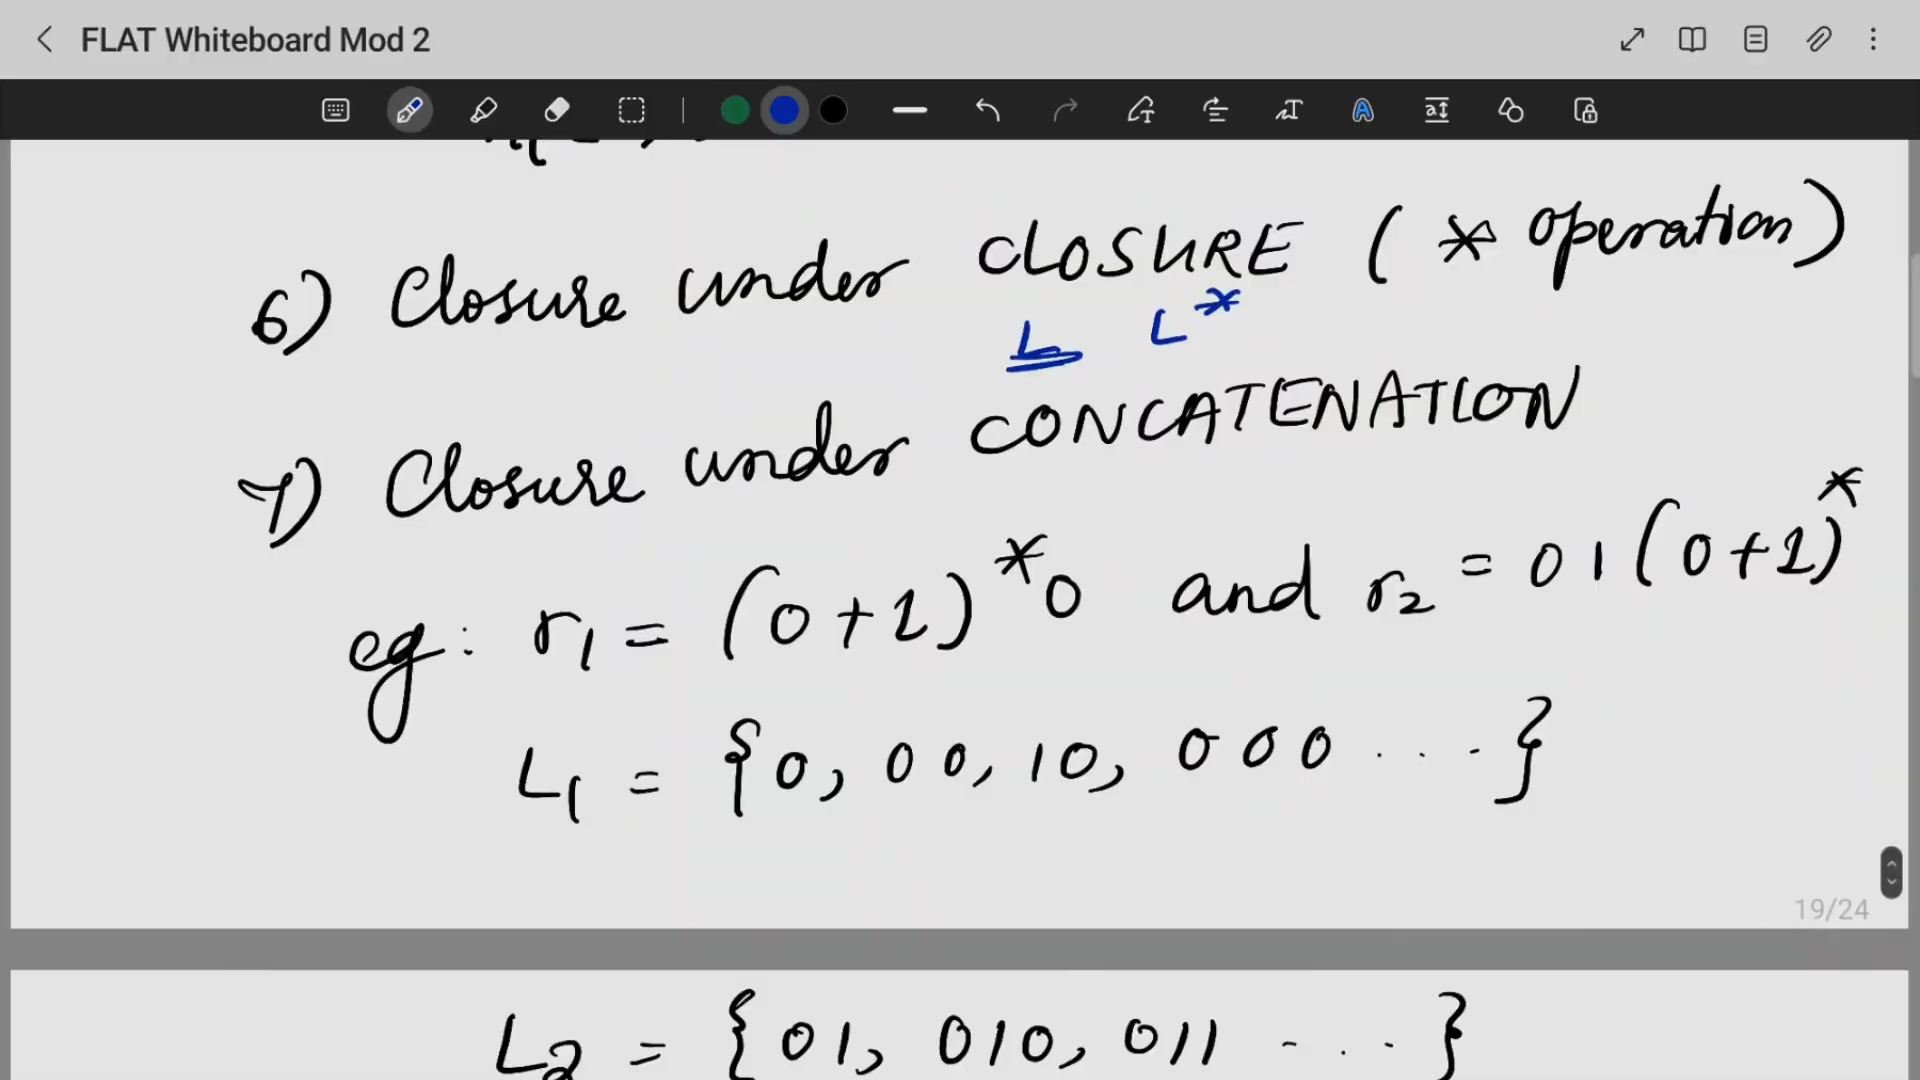 FLAT Whiteboard Mod 2
6) Closure under CLOSURE ( * operation)
L L*
7) Closure under CONCATENATION
eg: r1 = (0+1)*0 and r2 = 01(0+1)*
L1 = {0, 00, 10, 000 ....}
19/24
L2 = {01, 010, 011 ....}